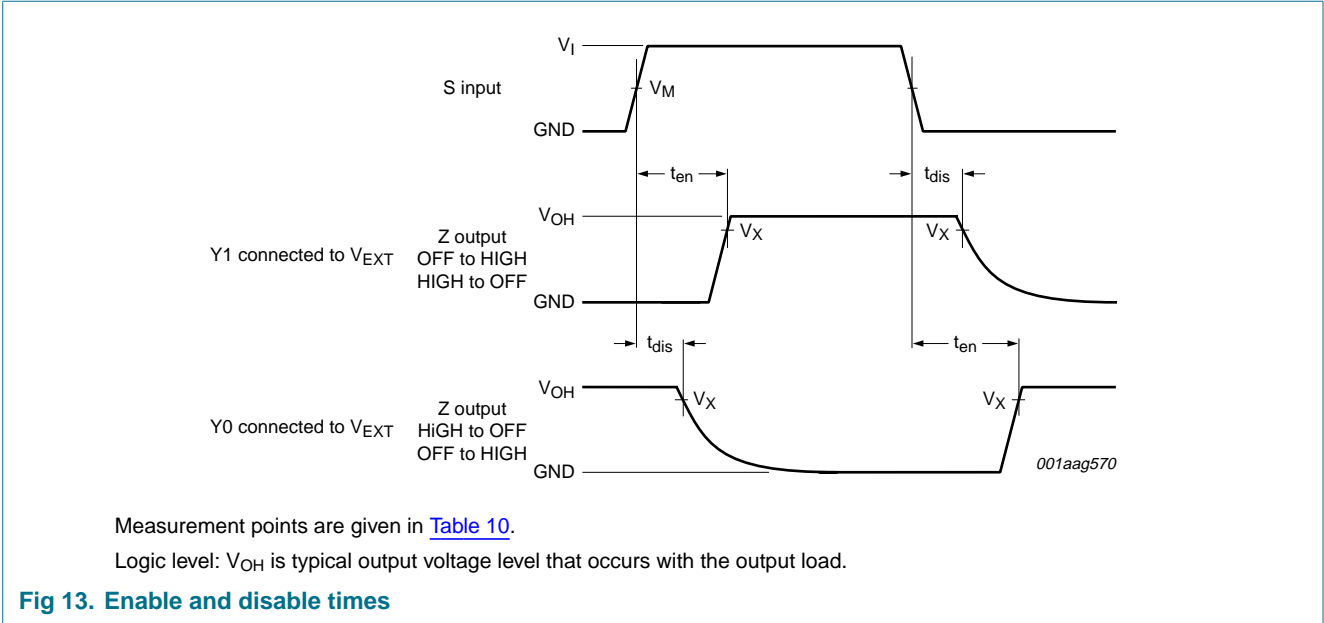 VI
S input
VM
GND
ten
tdis
VOH
Y1 connected to VEXT
Z output
OFF to HIGH
HIGH to OFF
VX
VX
GND
tdis
ten
VOH
Y0 connected to VEXT
Z output
HiGH to OFF
OFF to HIGH
VX
VX
GND
001aag570
Measurement points are given in Table 10.
Logic level: VOH is typical output voltage level that occurs with the output load.
Fig 13. Enable and disable times